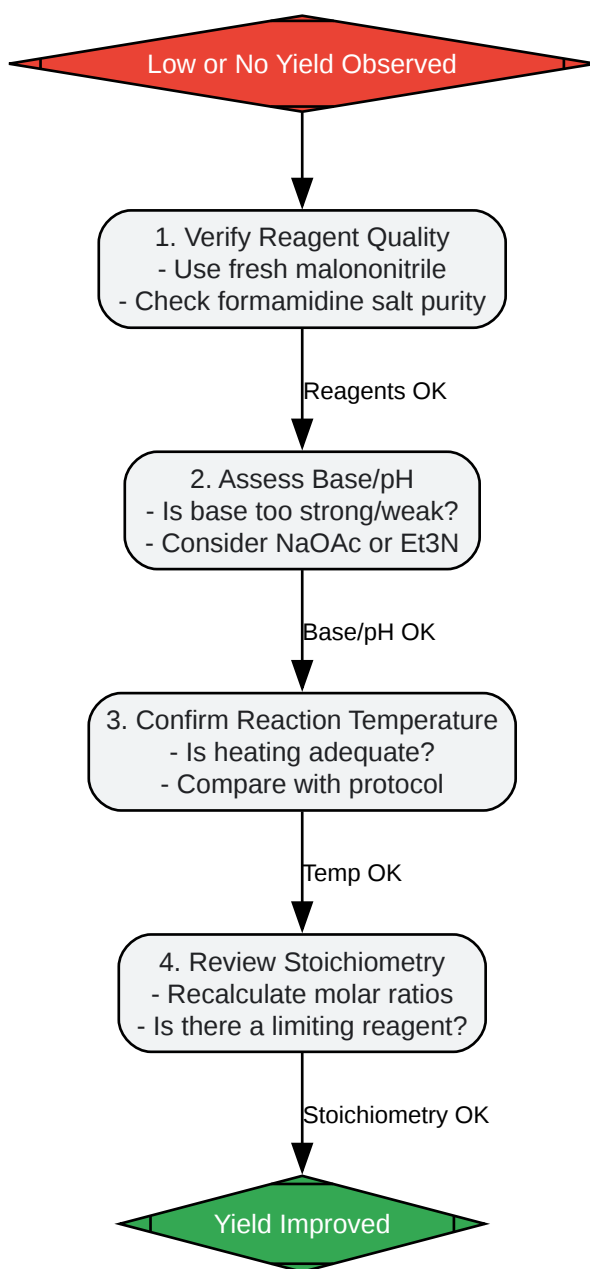 Low or No Yield Observed
1. Verify Reagent Quality
- Use fresh malononitrile
- Check formamidine salt purity
Reagents OK
2. Assess Base/pH
- Is base too strong/weak?
- Consider NaOAc or Et3N
Base/pH OK
3. Confirm Reaction Temperature
- Is heating adequate?
- Compare with protocol
Temp OK
4. Review Stoichiometry
- Recalculate molar ratios
- Is there a limiting reagent?
Stoichiometry OK
Yield Improved